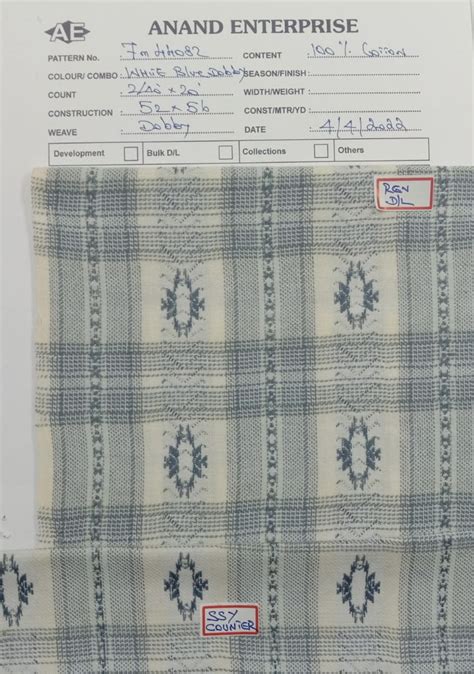 AE ANAND ENTERPRISE
PATTERN No. : Fm 44082 CONTENT : 100% Cotton
COLOUR/ COMBO : White Blue Dobby SEASON/FINISH :
COUNT : 2/40 × 20 WIDTH/WEIGHT :
CONSTRUCTION : 52 × 56 CONST/MTR/YD :
WEAVE : Dobby DATE : 4/4/2022
Development Bulk D/L Collections Others
REV
D/L
SSY
COUNTER